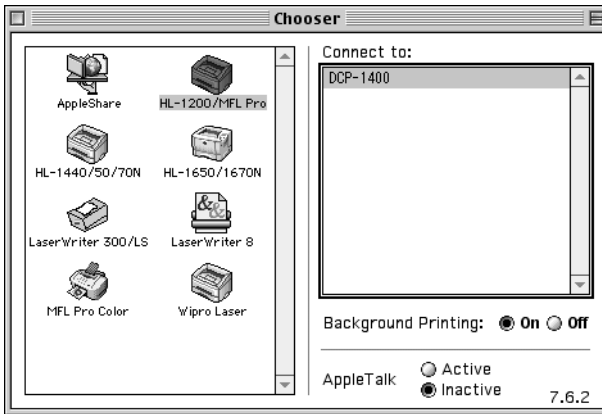 Chooser
AppleShare
HL-1200/MFL Pro
HL-1440/50/70N
HL-1650/1670N
LaserWriter 300/LS
LaserWriter 8
MFL Pro Color
Wipro Laser
Connect to:
DCP-1400
Background Printing: On Off
AppleTalk
Active
Inactive
7.6.2